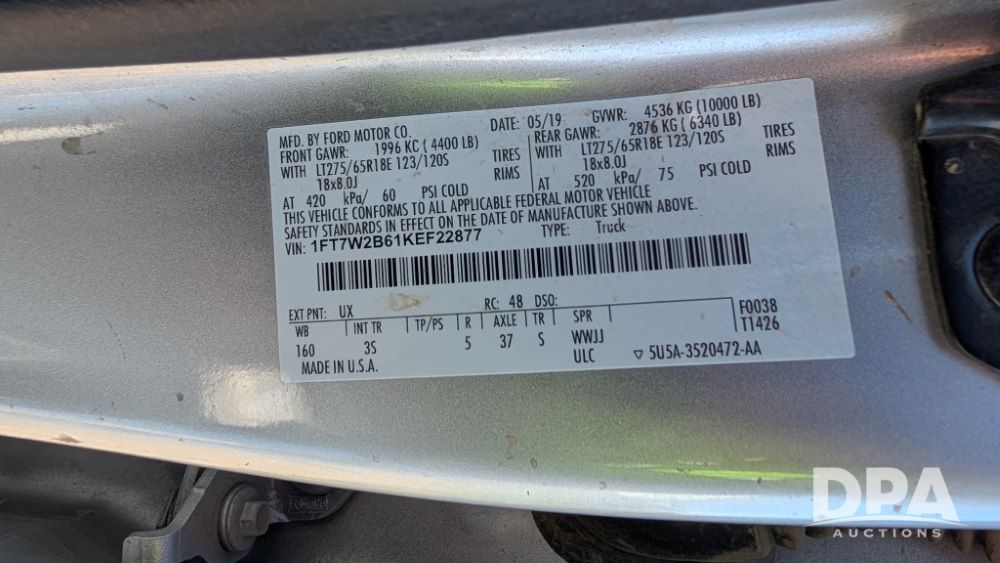 MFD. BY FORD MOTOR CO. DATE: 05/19 GVWR: 4536 KG (10000 LB)
FRONT GAWR: 1996 KC ( 4400 LB) REAR GAWR: 2876 KG ( 6340 LB)
WITH LT275/65R18E 123/120S TIRES WITH LT275/65R18E 123/120S TIRES
18x8.0J RIMS 18x8.0J RIMS
AT 420 kPa/ 60 PSI COLD AT 520 kPa/ 75 PSI COLD
THIS VEHICLE CONFORMS TO ALL APPLICABLE FEDERAL MOTOR VEHICLE
SAFETY STANDARDS IN EFFECT ON THE DATE OF MANUFACTURE SHOWN ABOVE.
VIN: 1FT7W2B61KEF22877 TYPE: Truck
EXT PNT: UX RC: 48 DSO: F0038
WB INT TR TP/PS R AXLE TR SPR T1426
160 3S 5 37 S WWJJ
MADE IN U.S.A. ULC ▽ 5U5A-3520472-AA
DPA
AUCTIONS